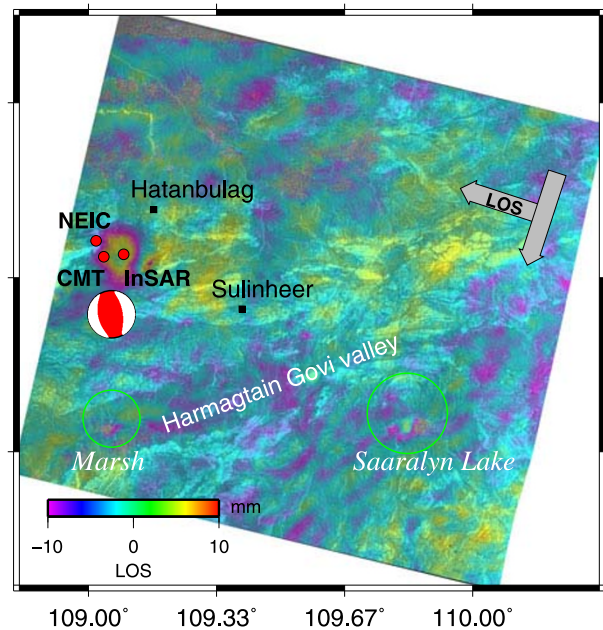 Hatanbulag
NEIC
LOS
CMT
InSAR
Sulinheer
Harmagtain Govi valley
Marsh
Saaralyn Lake
mm
−10
0
10
LOS
109.00°
109.33°
109.67°
110.00°